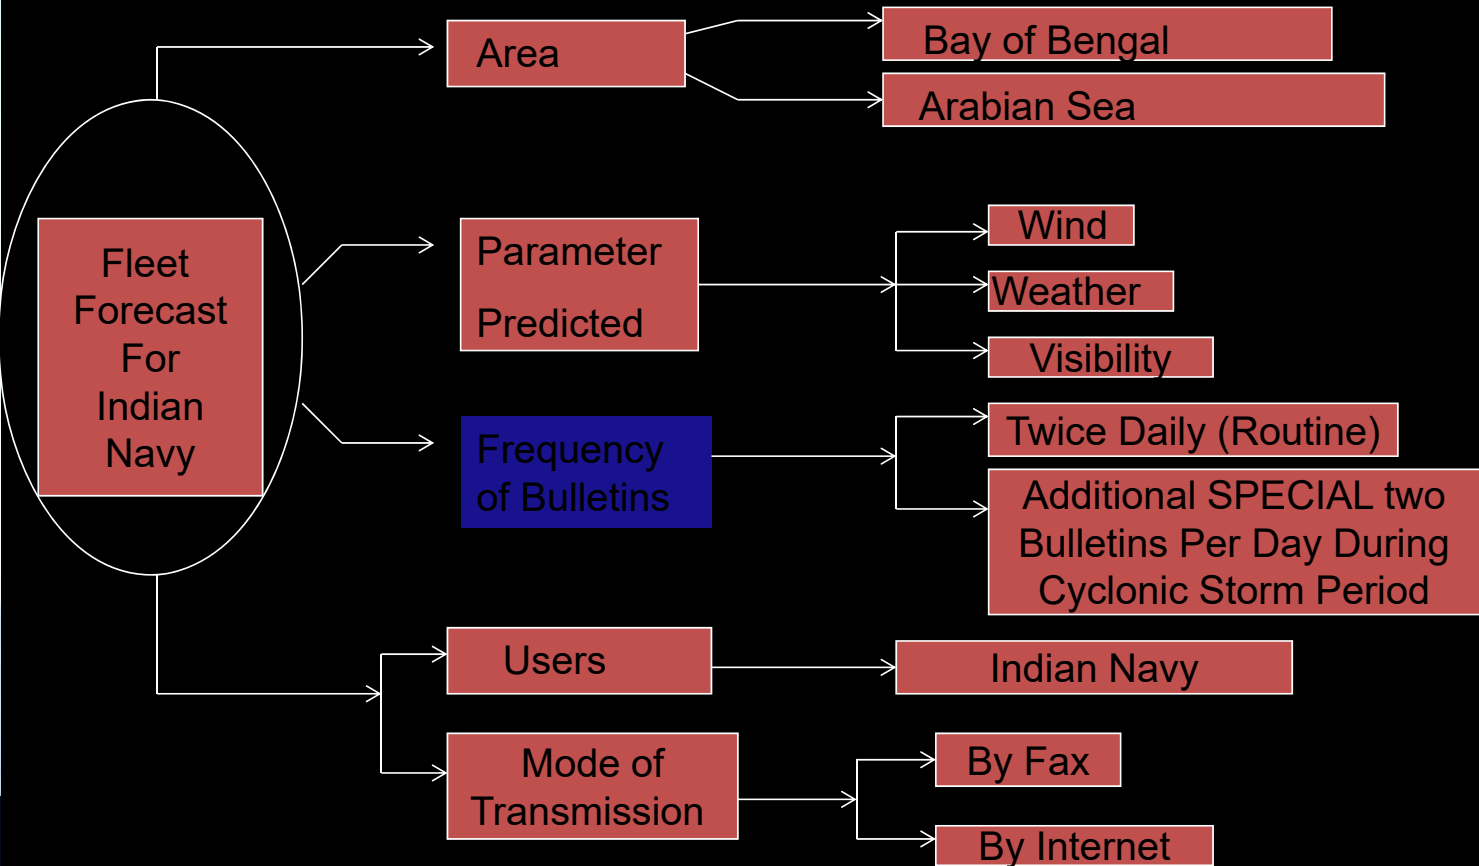 Area
Bay of Bengal
Arabian Sea
Fleet
Forecast
For
Indian
Navy
Parameter
Predicted
Wind
Weather
Visibility
Frequency
of Bulletins
Twice Daily (Routine)
Additional SPECIAL two
Bulletins Per Day During
Cyclonic Storm Period
Users
Indian Navy
Mode of
Transmission
By Fax
By Internet